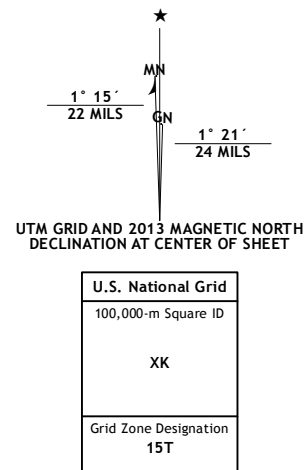 MN
1° 15´
22 MILS
GN
1° 21´
24 MILS
UTM GRID AND 2013 MAGNETIC NORTH
DECLINATION AT CENTER OF SHEET
U.S. National Grid
100,000-m Square ID
XK
Grid Zone Designation
15T